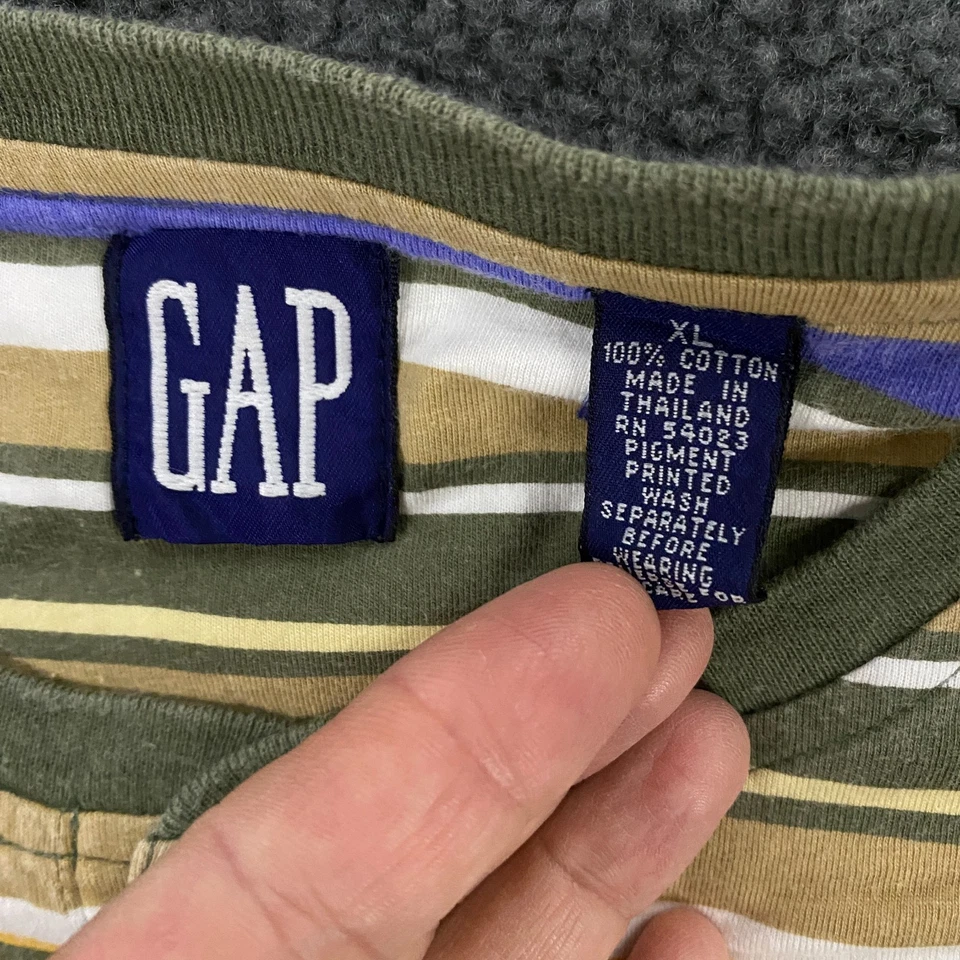 GAP
XL
100% COTTON
MADE IN
THAILAND
RN 54023
PIGMENT
PRINTED
WASH
SEPARATELY
BEFORE
WEARING